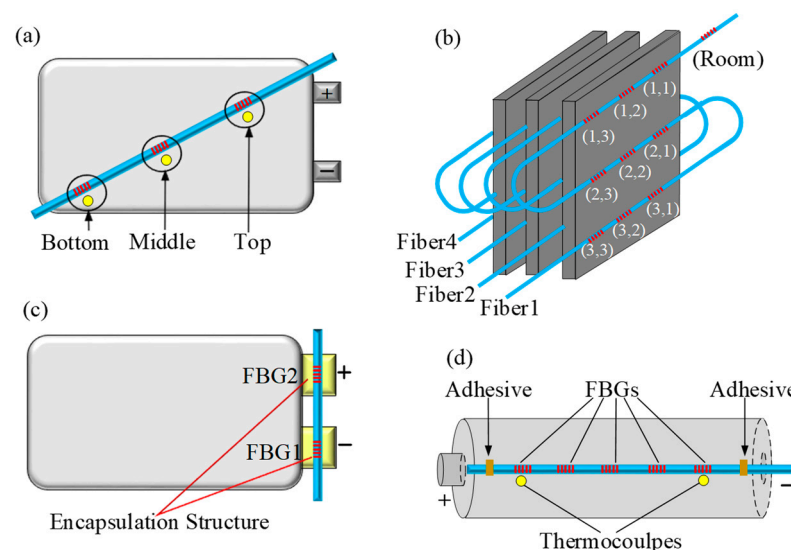 (a)
+
−
Bottom
Middle
Top
(b)
(Room)
(1,1)
(1,2)
(1,3)
(2,1)
(2,2)
(2,3)
(3,1)
(3,2)
(3,3)
Fiber4
Fiber3
Fiber2
Fiber1
(c)
FBG2
+
FBG1
−
Encapsulation Structure
(d)
Adhesive
FBGs
Adhesive
+
−
Thermocoulpes